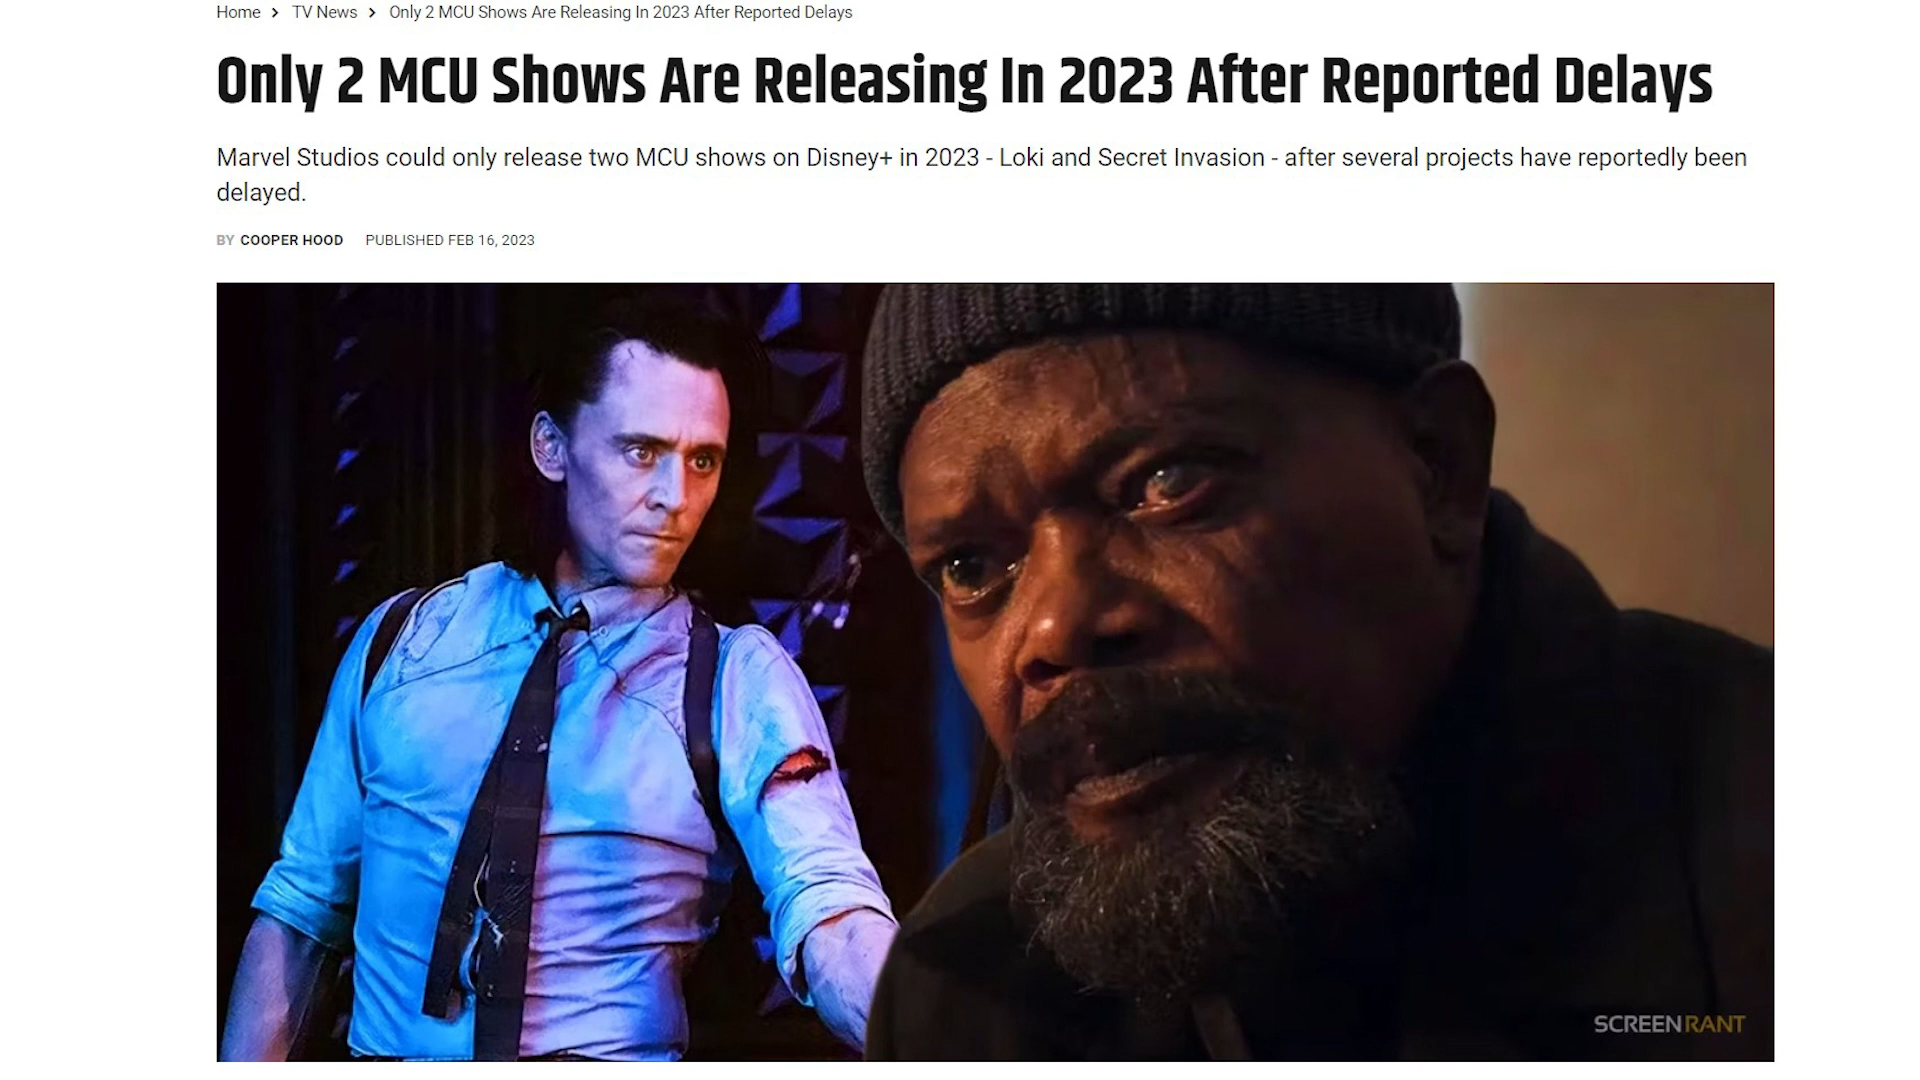 Home > TV News > Only 2 MCU Shows Are Releasing In 2023 After Reported Delays
Only 2 MCU Shows Are Releasing In 2023 After Reported Delays
Marvel Studios could only release two MCU shows on Disney+ in 2023 - Loki and Secret Invasion - after several projects have reportedly been
delayed.
BY COOPER HOOD PUBLISHED FEB 16, 2023
SCREENRANT